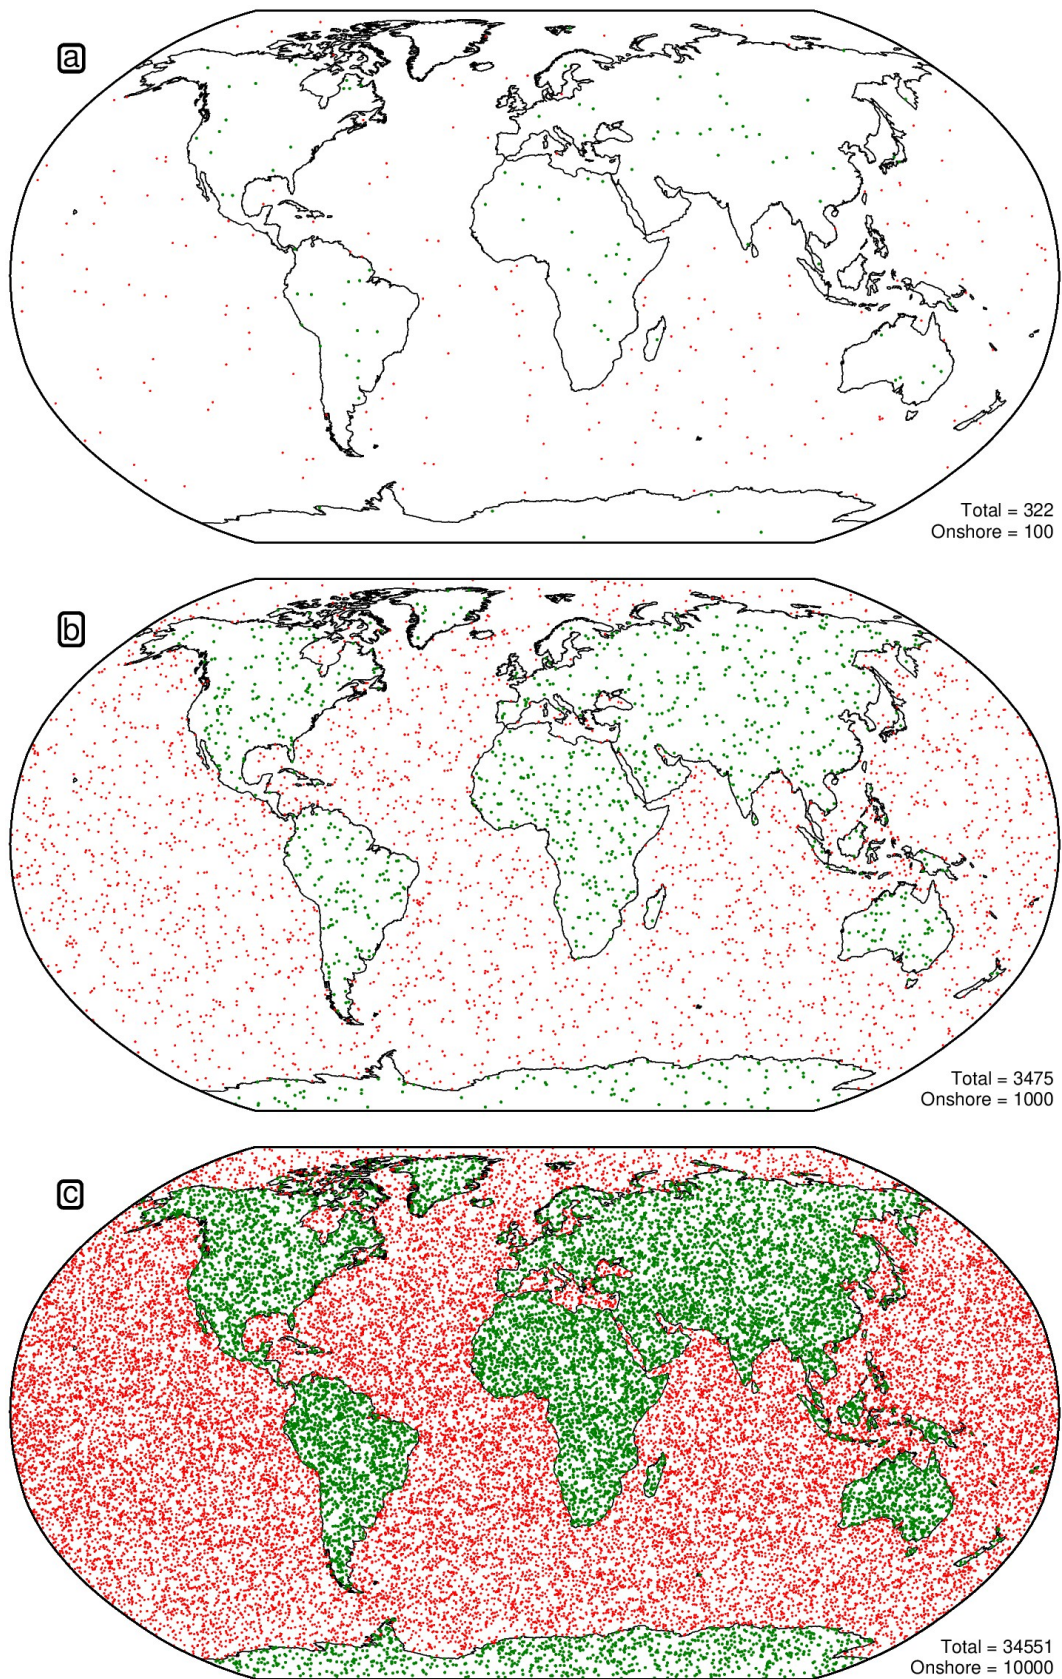 a
Total = 322
Onshore = 100
b
Total = 3475
Onshore = 1000
c
Total = 34551
Onshore = 10000